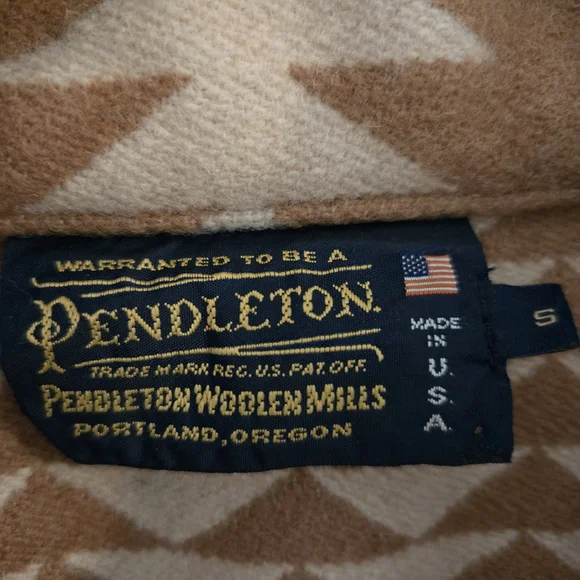 WARRANTED TO BE A
PENDLETON
TRADE MARK REG. U.S. PAT. OFF.
PENDLETON WOOLEN MILLS
PORTLAND, OREGON
MADE
IN
U.
S.
A.
S